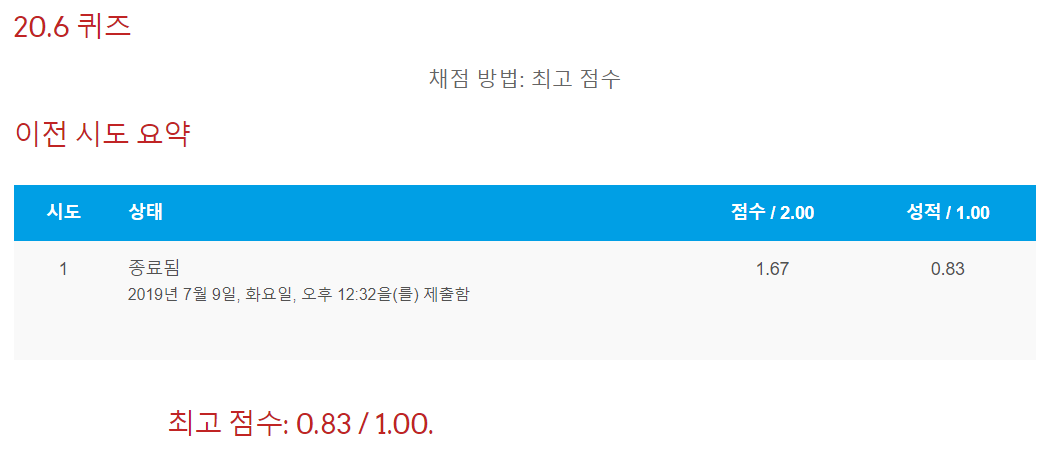 20.6 퀴즈
채점 방법: 최고 점수
이전 시도 요약
시도 상태 점수 / 2.00 성적 / 1.00
1 종료됨 1.67 0.83
2019년 7월 9일, 화요일, 오후 12:32을(를) 제출함
최고 점수: 0.83 / 1.00.